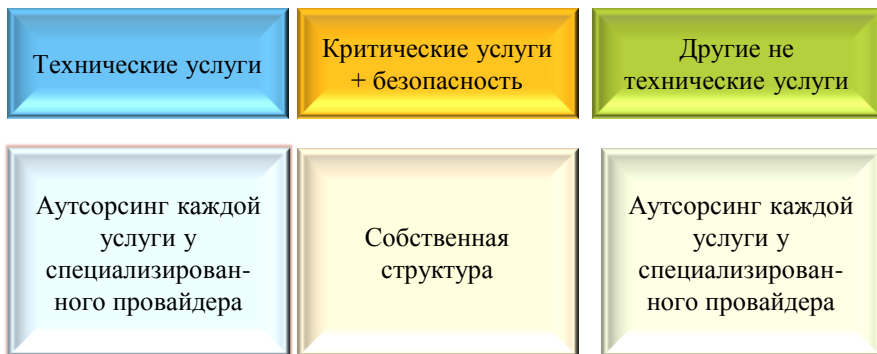 Технические услуги
Критические услуги
+ безопасность
Другие не
технические услуги
Аутсорсинг каждой
услуги у
специализирован-
ного провайдера
Собственная
структура
Аутсорсинг каждой
услуги у
специализирован-
ного провайдера